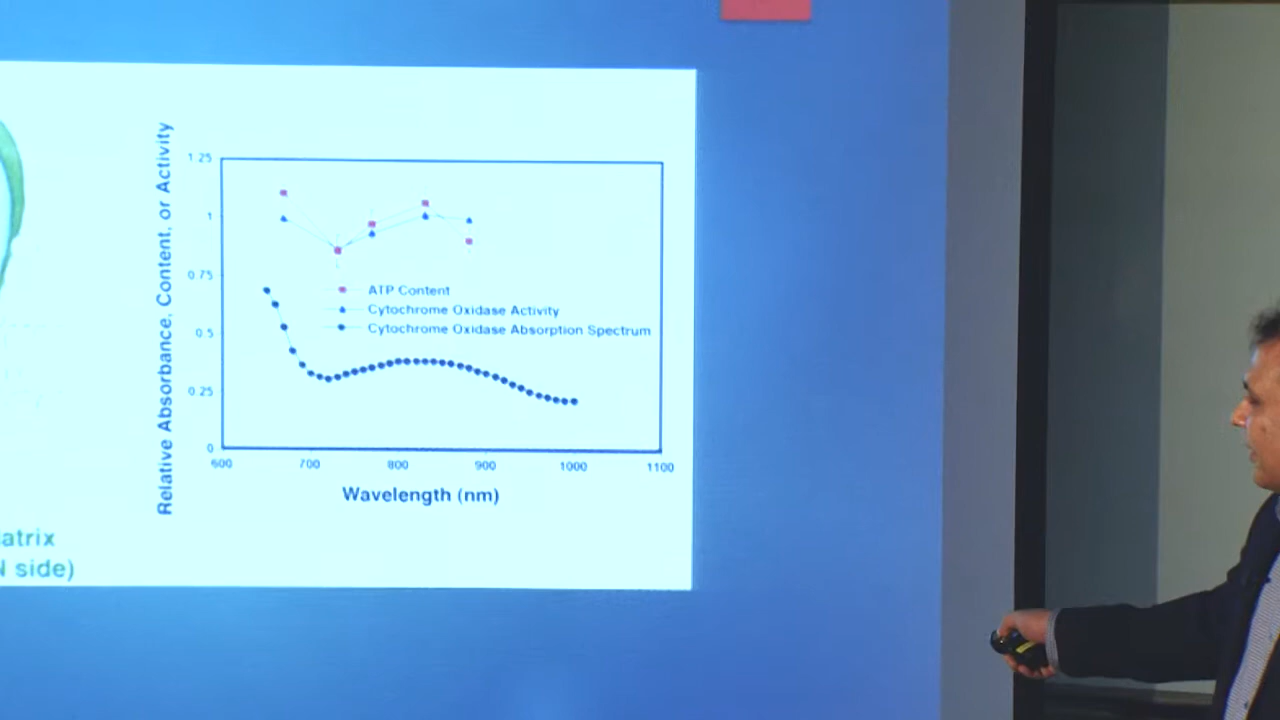 Relative Absorbance, Content, or Activity
1.25
1
0.75
0.5
0.25
0
ATP Content
Cytochrome Oxidase Activity
Cytochrome Oxidase Absorption Spectrum
600 700 800 900 1000 1100
Wavelength (nm)
atrix
side)